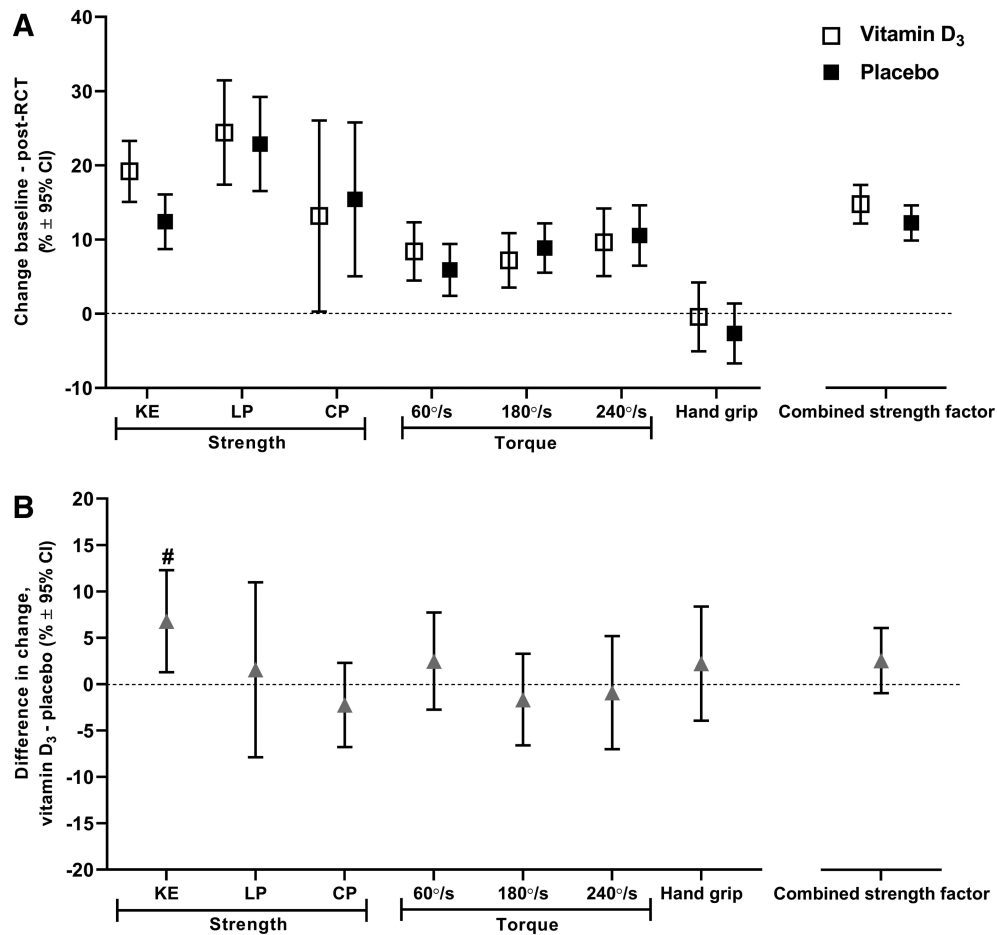 A
Vitamin D3
Placebo
Change baseline - post-RCT
(% ± 95% CI)
40
30
20
10
0
-10
KE LP CP 60°/s 180°/s 240°/s Hand grip Combined strength factor
Strength Torque
B
Difference in change,
vitamin D3 - placebo (% ± 95% CI)
20
15
10
5
0
-5
-10
-15
-20
#
KE LP CP 60°/s 180°/s 240°/s Hand grip Combined strength factor
Strength Torque